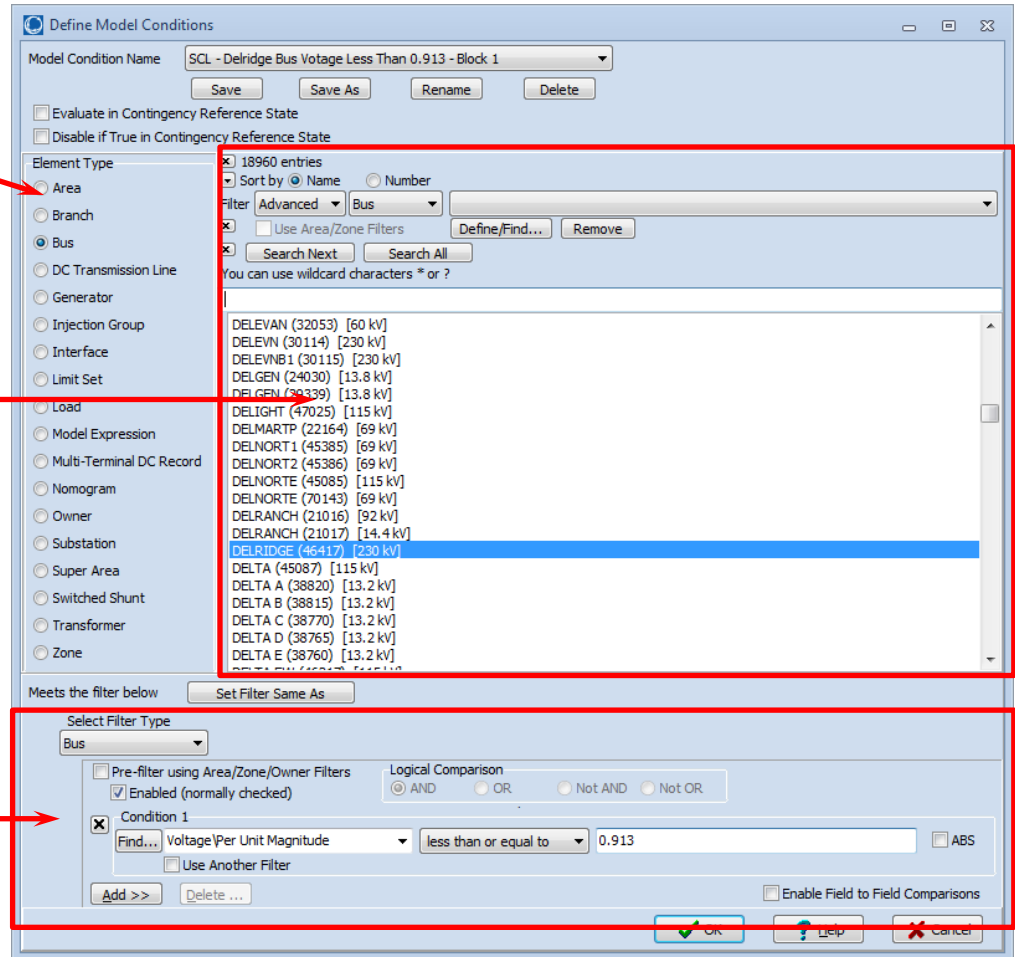 Define Model Conditions
Model Condition Name SCL - Delridge Bus Votage Less Than 0.913 - Block 1
Save Save As Rename Delete
Evaluate in Contingency Reference State
Disable if True in Contingency Reference State
Element Type
Area
Branch
Bus
DC Transmission Line
Generator
Injection Group
Interface
Limit Set
Load
Model Expression
Multi-Terminal DC Record
Nomogram
Owner
Substation
Super Area
Switched Shunt
Transformer
Zone
18960 entries
Sort by Name Number
Filter Advanced Bus
Use Area/Zone Filters Define/Find... Remove
Search Next Search All
You can use wildcard characters * or ?
DELEVAN (32053) [60 kV]
DELEVN (30114) [230 kV]
DELEVNB1 (30115) [230 kV]
DELGEN (24030) [13.8 kV]
DELGEN (39339) [13.8 kV]
DELIGHT (47025) [115 kV]
DELMARTP (22164) [69 kV]
DELNORT1 (45385) [69 kV]
DELNORT2 (45386) [69 kV]
DELNORTE (45085) [115 kV]
DELNORTE (70143) [69 kV]
DELRANCH (21016) [92 kV]
DELRANCH (21017) [14.4 kV]
DELRIDGE (46417) [230 kV]
DELTA (45087) [115 kV]
DELTA A (38820) [13.2 kV]
DELTA B (38815) [13.2 kV]
DELTA C (38770) [13.2 kV]
DELTA D (38765) [13.2 kV]
DELTA E (38760) [13.2 kV]
Meets the filter below Set Filter Same As
Select Filter Type
Bus
Pre-filter using Area/Zone/Owner Filters
Enabled (normally checked)
Logical Comparison
AND OR Not AND Not OR
Condition 1
Find... Voltage\Per Unit Magnitude less than or equal to 0.913 ABS
Use Another Filter
Add >> Delete ... Enable Field to Field Comparisons
OK Help Cancel